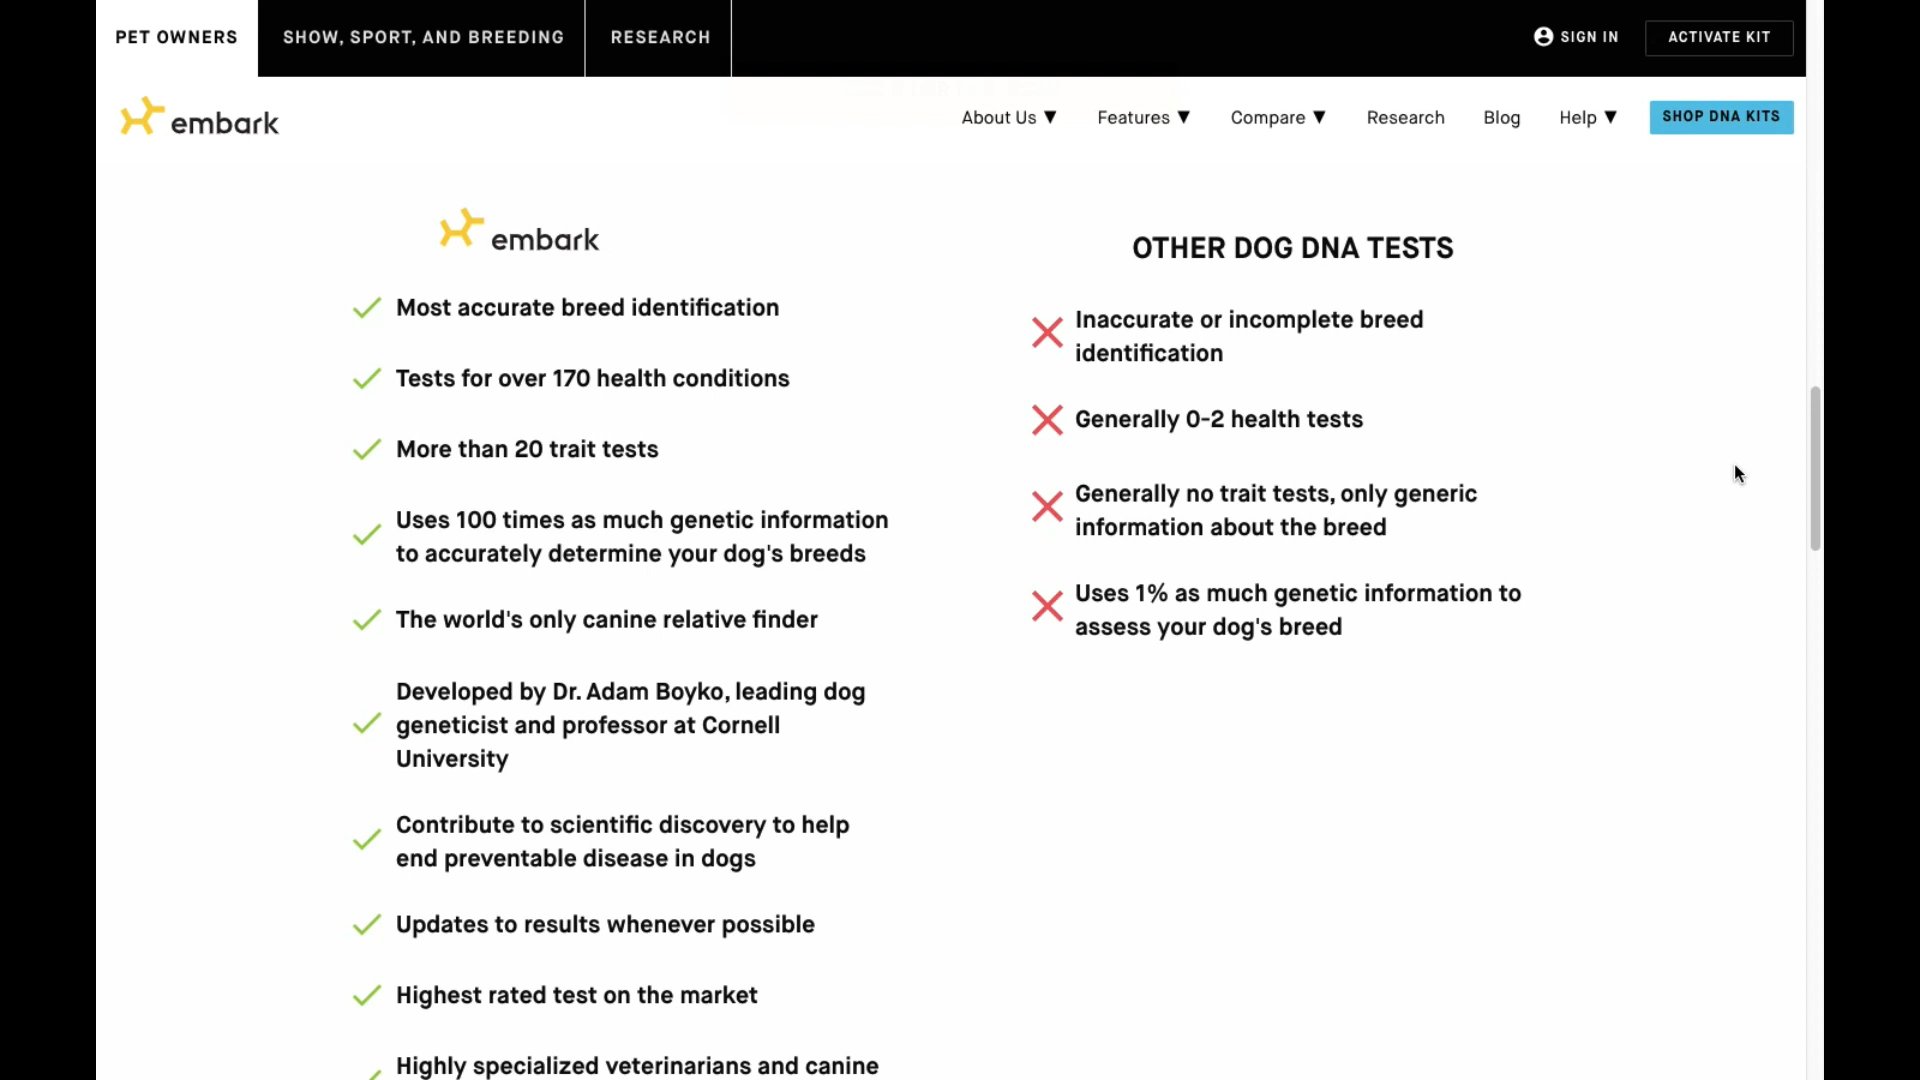 PET OWNERS
SHOW, SPORT, AND BREEDING
RESEARCH
SIGN IN
ACTIVATE KIT
embark
About Us ▼
Features ▼
Compare ▼
Research
Blog
Help ▼
SHOP DNA KITS
embark
Most accurate breed identification
Tests for over 170 health conditions
More than 20 trait tests
Uses 100 times as much genetic information
to accurately determine your dog's breeds
The world's only canine relative finder
Developed by Dr. Adam Boyko, leading dog
geneticist and professor at Cornell
University
Contribute to scientific discovery to help
end preventable disease in dogs
Updates to results whenever possible
Highest rated test on the market
Highly specialized veterinarians and canine
OTHER DOG DNA TESTS
Inaccurate or incomplete breed
identification
Generally 0-2 health tests
Generally no trait tests, only generic
information about the breed
Uses 1% as much genetic information to
assess your dog's breed